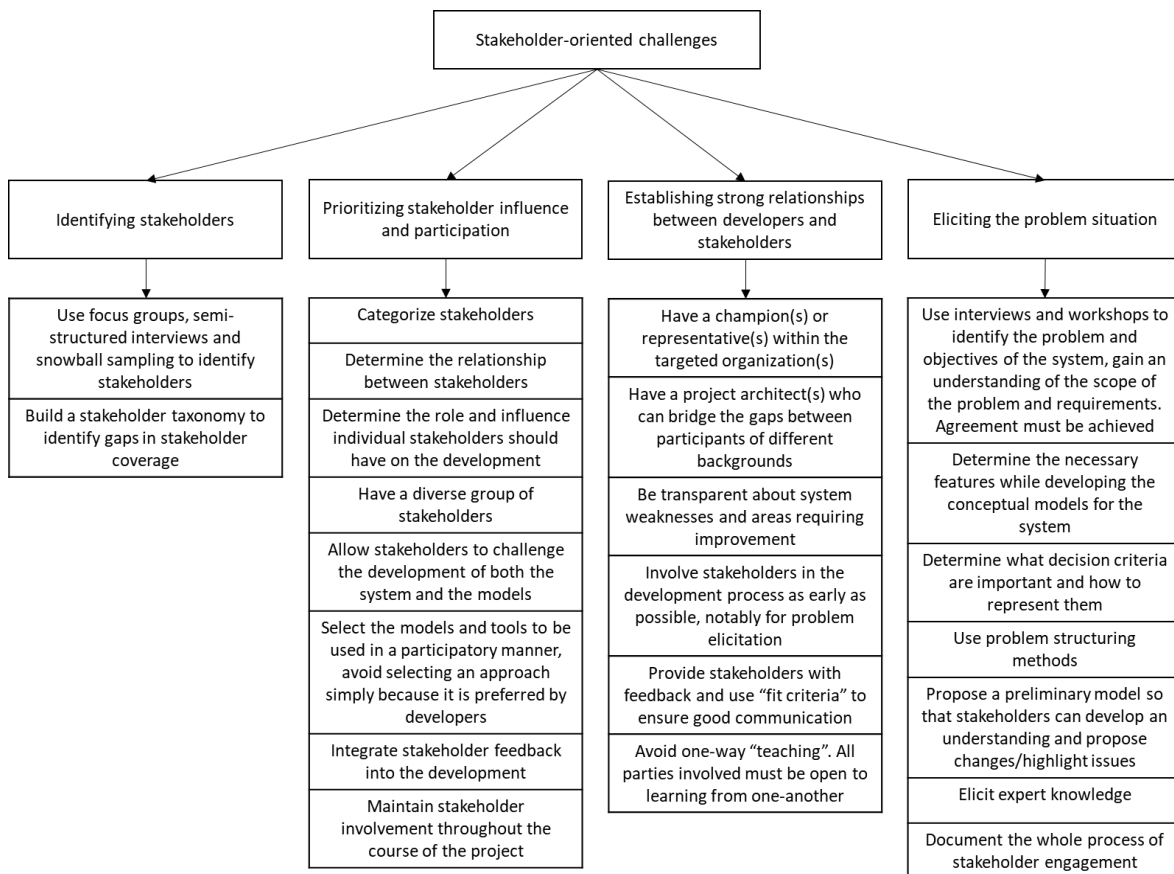 Stakeholder-oriented challenges
Identifying stakeholders
Prioritizing stakeholder influence
and participation
Establishing strong relationships
between developers and
stakeholders
Eliciting the problem situation
Use focus groups, semi-
structured interviews and
snowball sampling to identify
stakeholders
Build a stakeholder taxonomy to
identify gaps in stakeholder
coverage
Categorize stakeholders
Determine the relationship
between stakeholders
Determine the role and influence
individual stakeholders should
have on the development
Have a diverse group of
stakeholders
Allow stakeholders to challenge
the development of both the
system and the models
Select the models and tools to be
used in a participatory manner,
avoid selecting an approach
simply because it is preferred by
developers
Integrate stakeholder feedback
into the development
Maintain stakeholder
involvement throughout the
course of the project
Have a champion(s) or
representative(s) within the
targeted organization(s)
Have a project architect(s) who
can bridge the gaps between
participants of different
backgrounds
Be transparent about system
weaknesses and areas requiring
improvement
Involve stakeholders in the
development process as early as
possible, notably for problem
elicitation
Provide stakeholders with
feedback and use “fit criteria” to
ensure good communication
Avoid one-way “teaching”. All
parties involved must be open to
learning from one-another
Use interviews and workshops to
identify the problem and
objectives of the system, gain an
understanding of the scope of
the problem and requirements.
Agreement must be achieved
Determine the necessary
features while developing the
conceptual models for the
system
Determine what decision criteria
are important and how to
represent them
Use problem structuring
methods
Propose a preliminary model so
that stakeholders can develop an
understanding and propose
changes/highlight issues
Elicit expert knowledge
Document the whole process of
stakeholder engagement